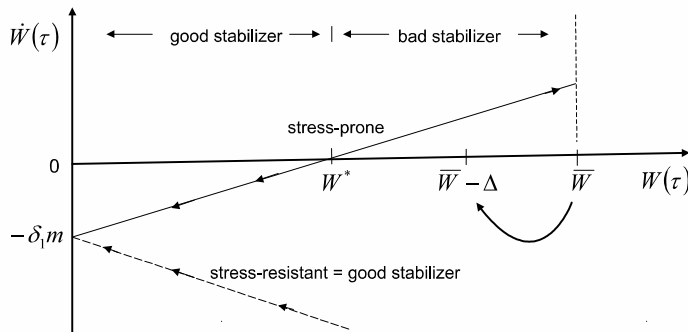 Ẇ(τ)
good stabilizer
bad stabilizer
stress-prone
0
W*
W̅ − Δ
W̅
W(τ)
−δ₁m
stress-resistant = good stabilizer